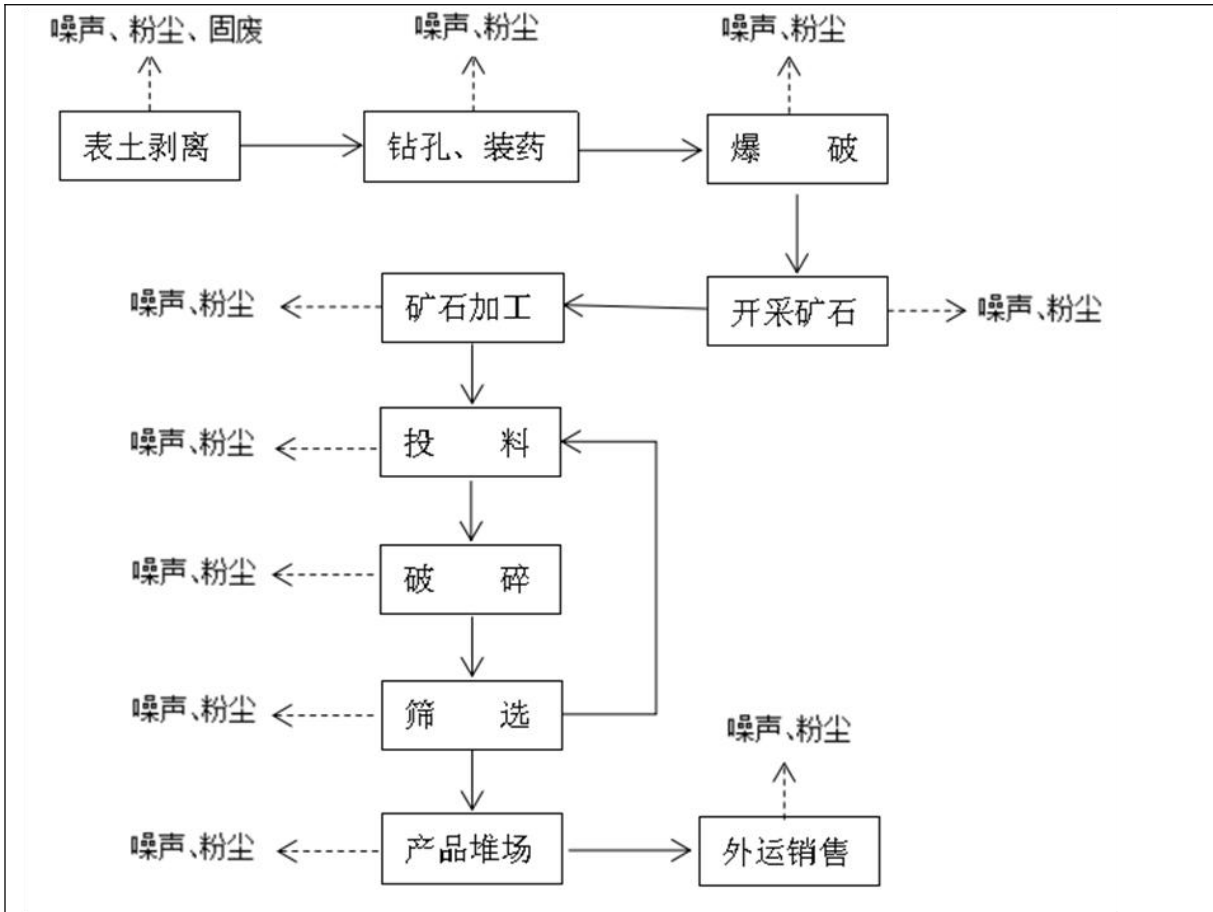 噪声、粉尘、固废
噪声、粉尘
噪声、粉尘
表土剥离
钻孔、装药
爆 破
噪声、粉尘
矿石加工
开采矿石
噪声、粉尘
噪声、粉尘
投 料
噪声、粉尘
破 碎
噪声、粉尘
筛 选
噪声、粉尘
噪声、粉尘
产品堆场
外运销售